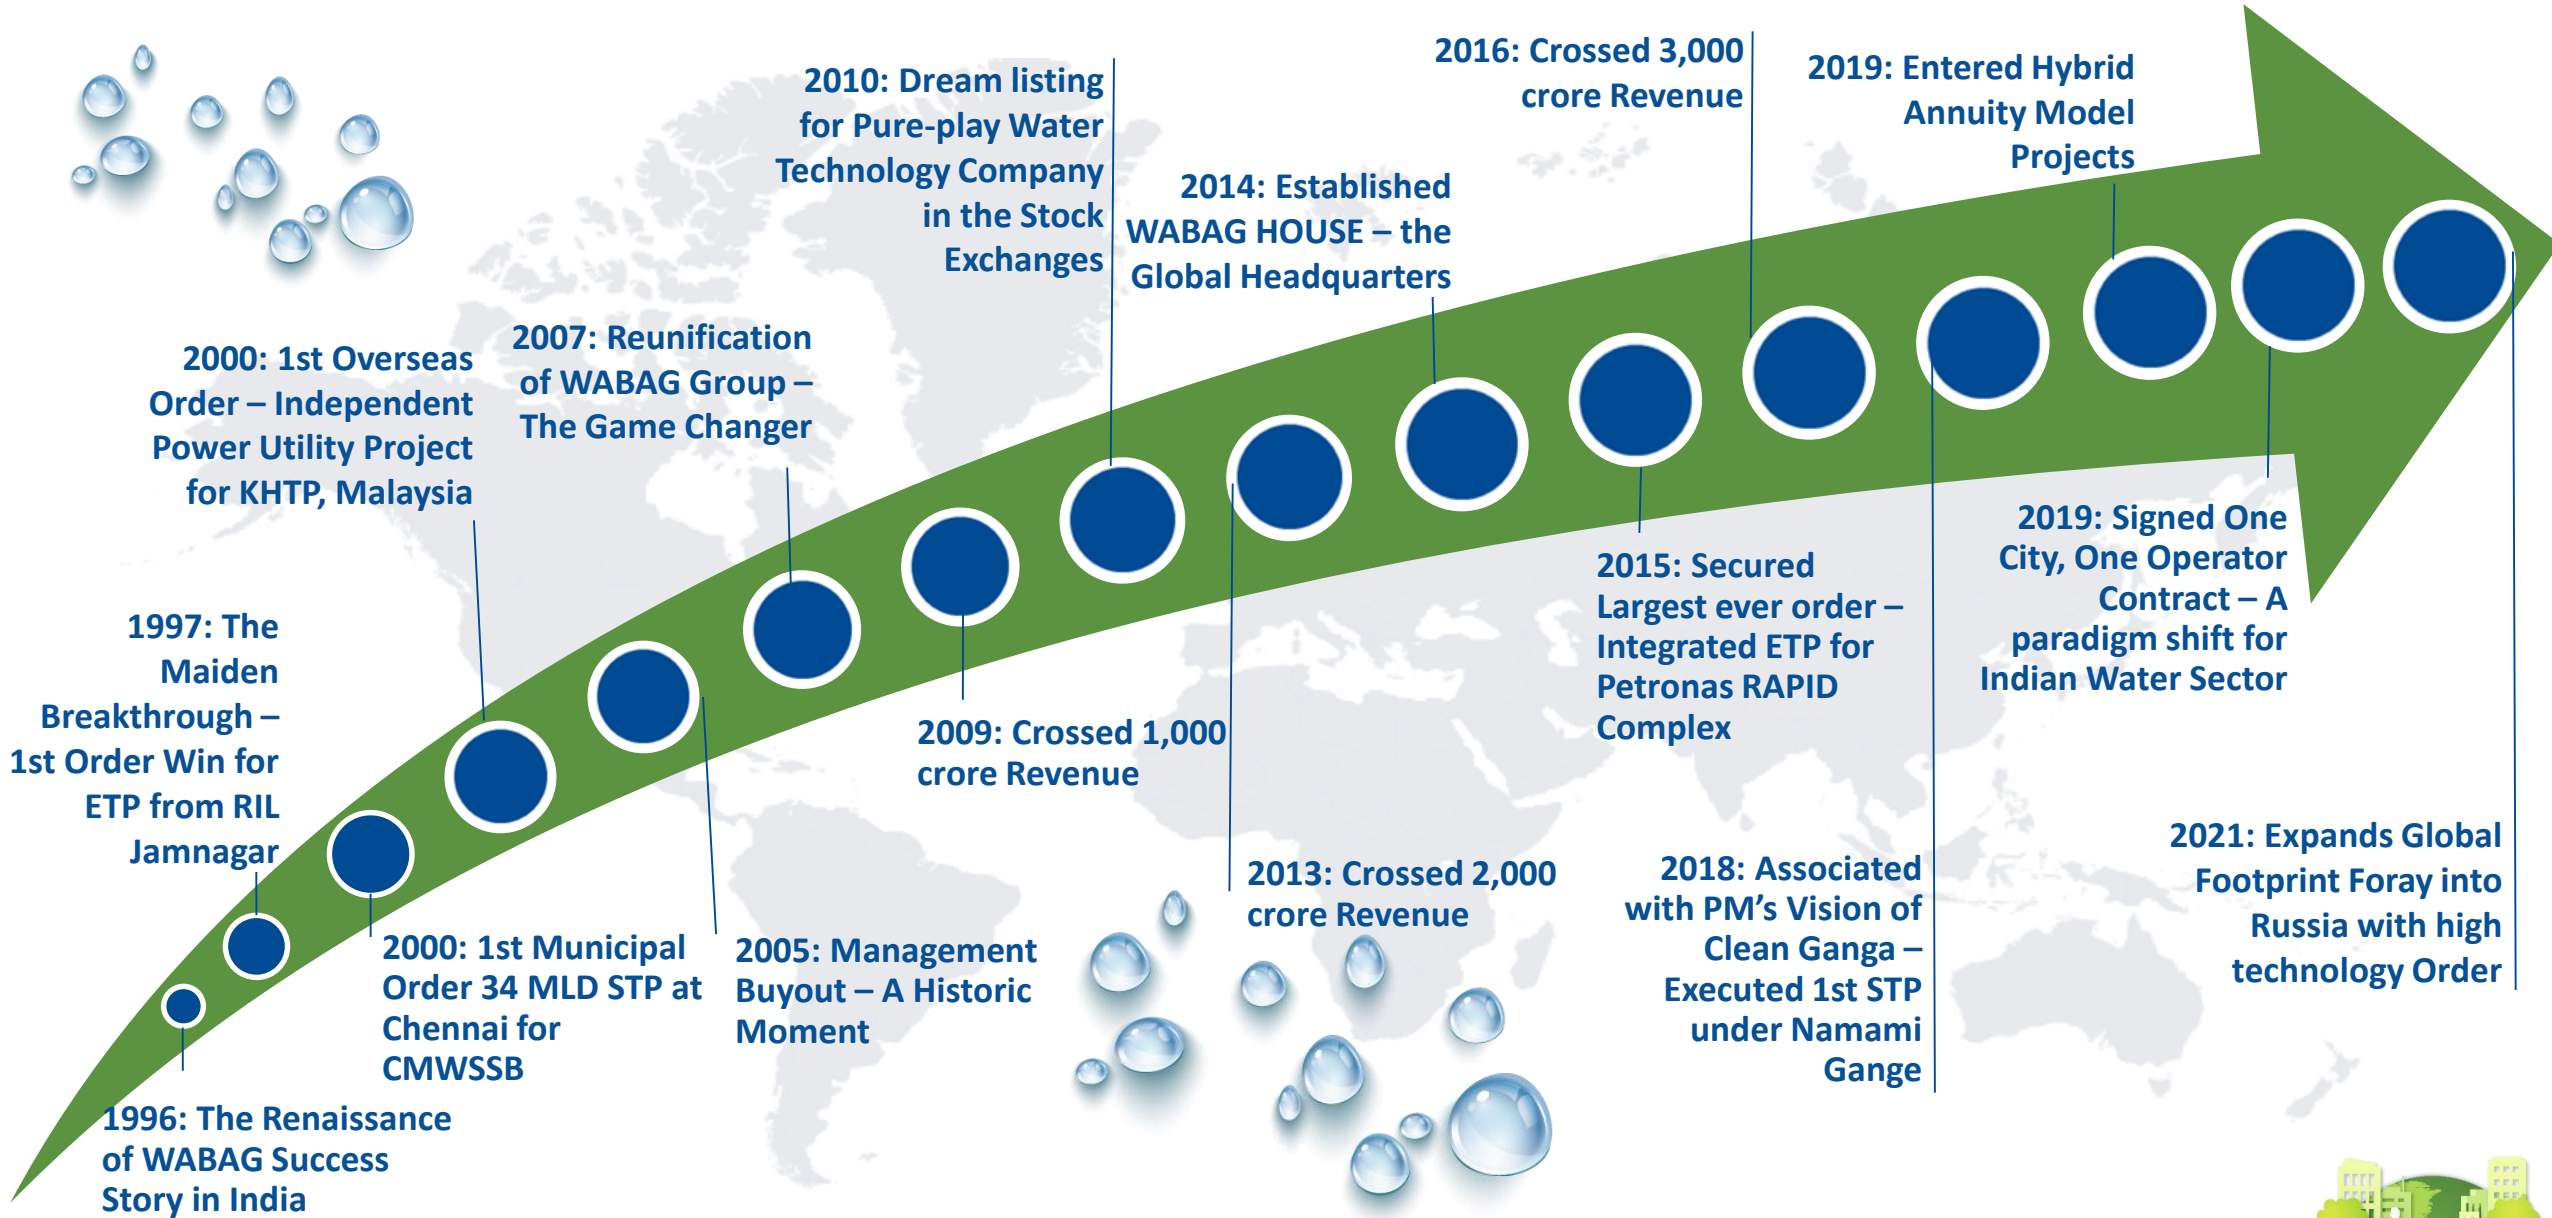 1996: The Renaissance
of WABAG Success
Story in India
1997: The
Maiden
Breakthrough –
1st Order Win for
ETP from RIL
Jamnagar
2000: 1st Municipal
Order 34 MLD STP at
Chennai for
CMWSSB
2000: 1st Overseas
Order – Independent
Power Utility Project
for KHTP, Malaysia
2005: Management
Buyout – A Historic
Moment
2007: Reunification
of WABAG Group –
The Game Changer
2009: Crossed 1,000
crore Revenue
2010: Dream listing
for Pure-play Water
Technology Company
in the Stock
Exchanges
2013: Crossed 2,000
crore Revenue
2014: Established
WABAG HOUSE – the
Global Headquarters
2015: Secured
Largest ever order –
Integrated ETP for
Petronas RAPID
Complex
2016: Crossed 3,000
crore Revenue
2018: Associated
with PM’s Vision of
Clean Ganga –
Executed 1st STP
under Namami
Gange
2019: Entered Hybrid
Annuity Model
Projects
2019: Signed One
City, One Operator
Contract – A
paradigm shift for
Indian Water Sector
2021: Expands Global
Footprint Foray into
Russia with high
technology Order